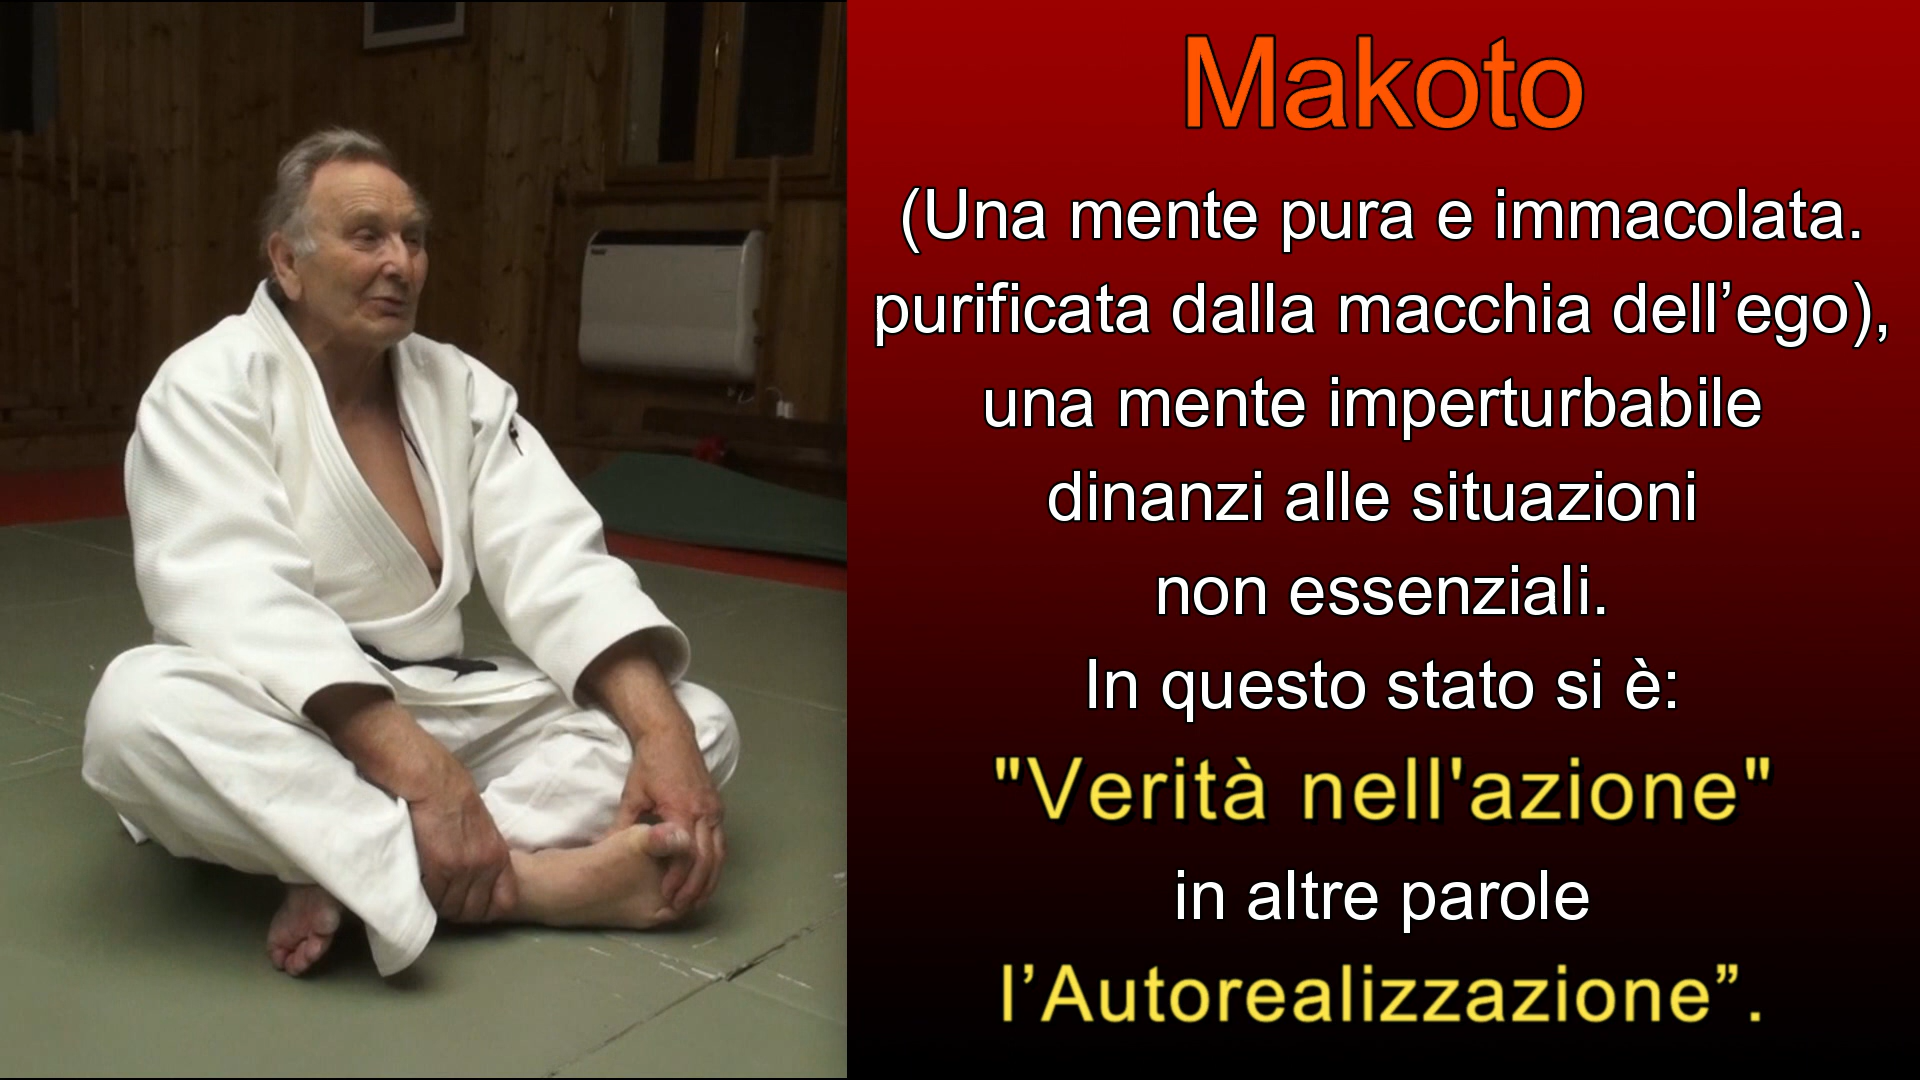 Makoto
(Una mente pura e immacolata.
purificata dalla macchia dell’ego),
una mente imperturbabile
dinanzi alle situazioni
non essenziali.
In questo stato si è:
"Verità nell'azione"
in altre parole
l’Autorealizzazione”.